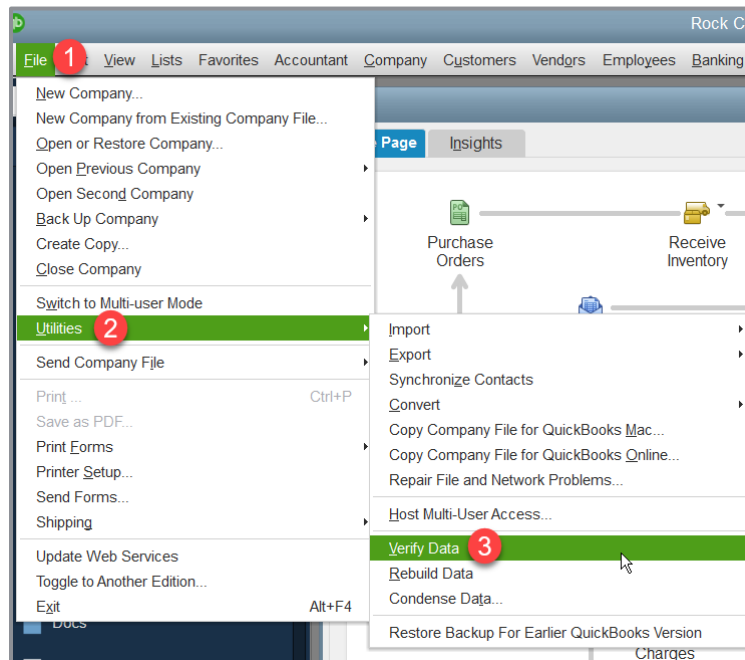 qb
Rock C
File 1 t View Lists Favorites Accountant Company Customers Vendors Employees Banking
New Company...
New Company from Existing Company File...
Open or Restore Company...
Open Previous Company
Open Second Company
Back Up Company
Create Copy...
Close Company
Switch to Multi-user Mode
Utilities 2
Send Company File
Print ... Ctrl+P
Save as PDF...
Print Forms
Printer Setup...
Send Forms...
Shipping
Update Web Services
Toggle to Another Edition...
Exit Alt+F4
Docs
Page Insights
Purchase
Orders
Receive
Inventory
Import
Export
Synchronize Contacts
Convert
Copy Company File for QuickBooks Mac...
Copy Company File for QuickBooks Online...
Repair File and Network Problems...
Host Multi-User Access...
Verify Data 3
Rebuild Data
Condense Data...
Restore Backup For Earlier QuickBooks Version
Charges